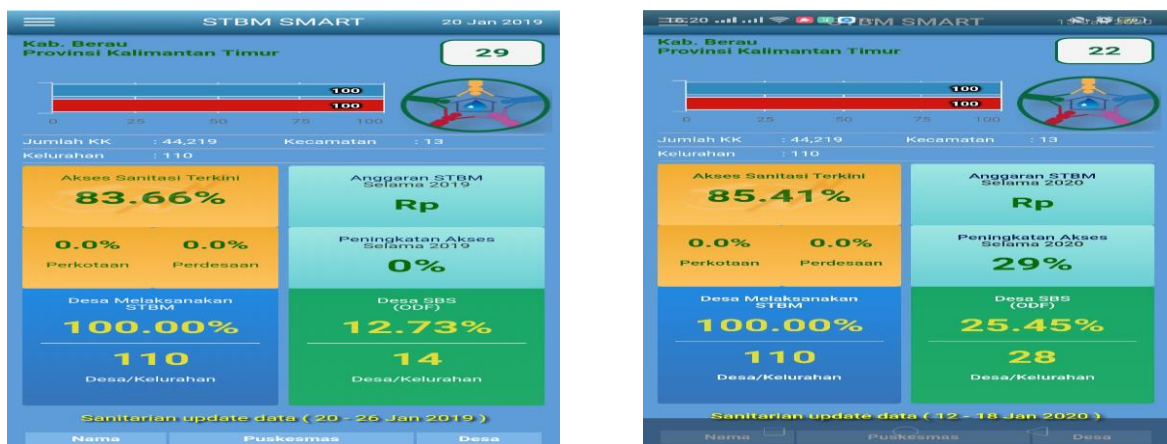 STBM SMART
20 Jan 2019
Kab. Berau
Provinsi Kalimantan Timur
29
100
100
0 25 50 75 100
Jumlah KK : 44,219 Kecamatan : 13
Kelurahan : 110
Akses Sanitasi Terkini
83.66%
Anggaran STBM
Selama 2019
Rp
0.0% 0.0%
Perkotaan Perdesaan
Peningkatan Akses
Selama 2019
0%
Desa Melaksanakan
STBM
100.00%
110
Desa/Kelurahan
Desa SBS
(ODF)
12.73%
14
Desa/Kelurahan
Sanitarian update data ( 20 - 26 Jan 2019 )
Nama Puskesmas Desa
16:20
BM SMART
Kab. Berau
Provinsi Kalimantan Timur
22
100
100
0 25 50 75 100
Jumlah KK : 44,219 Kecamatan : 13
Kelurahan : 110
Akses Sanitasi Terkini
85.41%
Anggaran STBM
Selama 2020
Rp
0.0% 0.0%
Perkotaan Perdesaan
Peningkatan Akses
Selama 2020
29%
Desa Melaksanakan
STBM
100.00%
110
Desa/Kelurahan
Desa SBS
(ODF)
25.45%
28
Desa/Kelurahan
Sanitarian update data ( 12 - 18 Jan 2020 )
Nama Puskesmas Desa